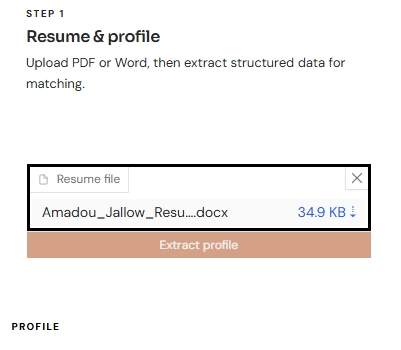 STEP 1
Resume & profile
Upload PDF or Word, then extract structured data for
matching.
Resume file
Amadou_Jallow_Resu....docx 34.9 KB
Extract profile
PROFILE